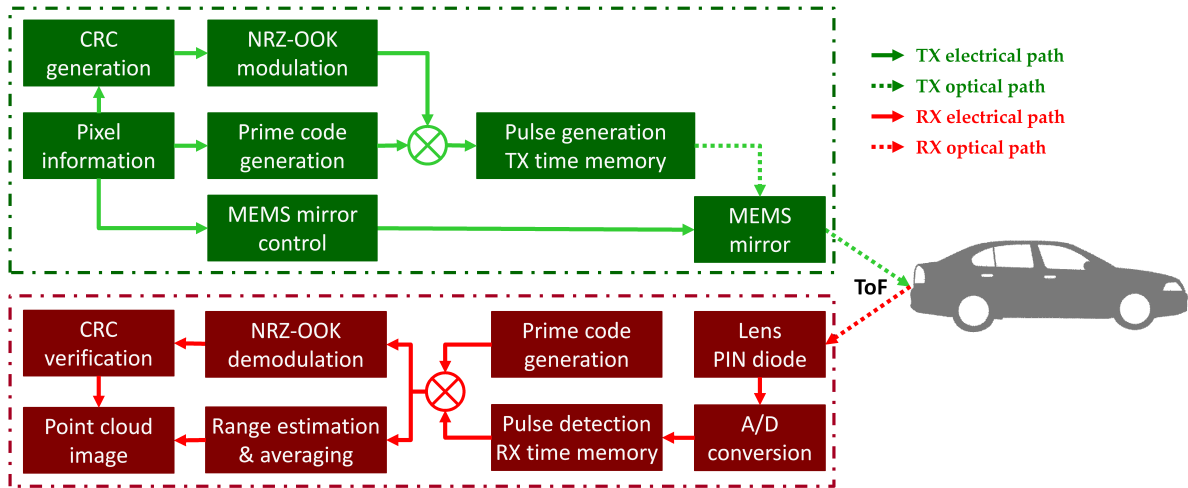 CRC
generation
NRZ-OOK
modulation
Pixel
information
Prime code
generation
Pulse generation
TX time memory
MEMS mirror
control
MEMS
mirror
TX electrical path
TX optical path
RX electrical path
RX optical path
ToF
CRC
verification
NRZ-OOK
demodulation
Prime code
generation
Lens
PIN diode
Point cloud
image
Range estimation
& averaging
Pulse detection
RX time memory
A/D
conversion